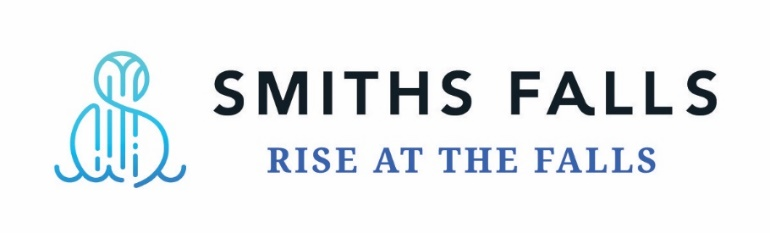 SMITHS FALLS
RISE AT THE FALLS